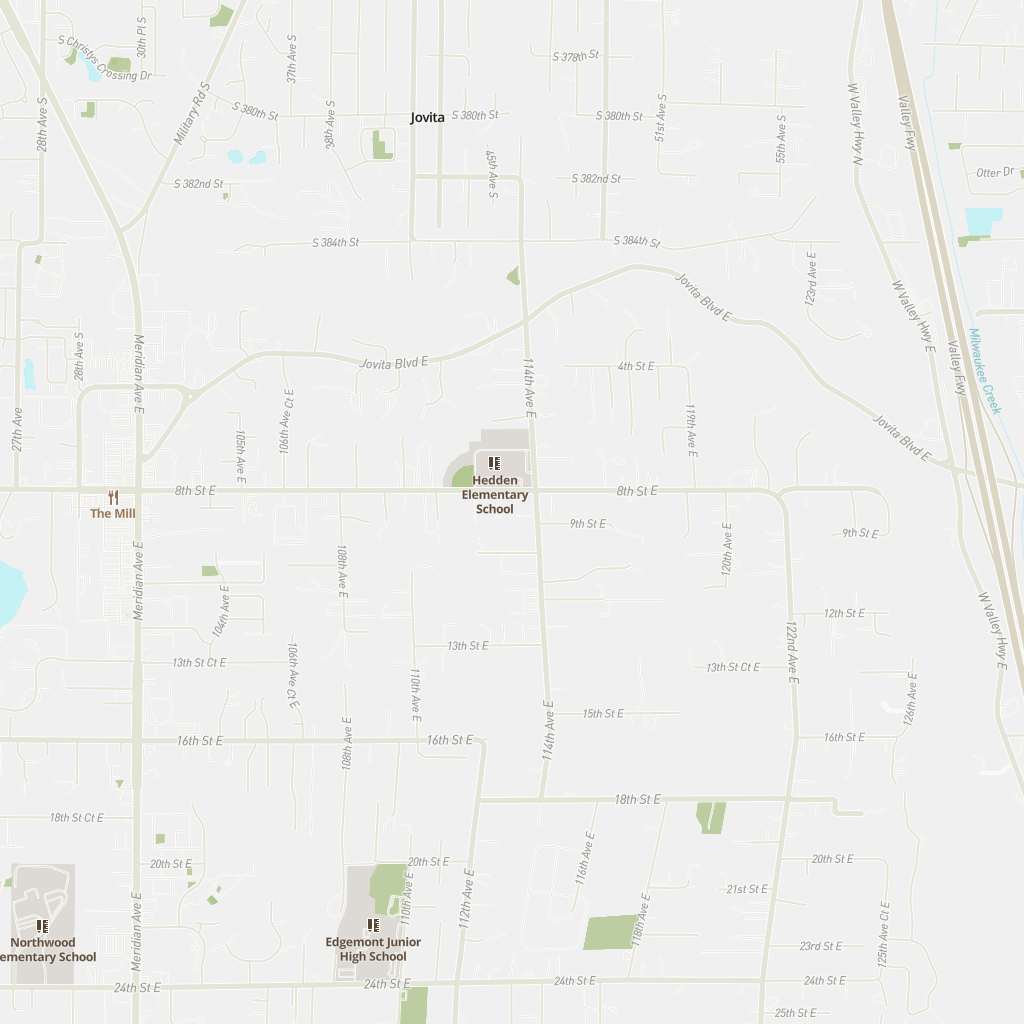 30th Pl S
S Christys Crossing Dr
37th Ave S
S 378th St
W Valley Hwy N
Valley Fwy
28th Ave S
Military Rd S
S 380th St
38th Ave S
Jovita
S 380th St
S 380th St
51st Ave S
55th Ave S
45th Ave S
S 382nd St
S 382nd St
Otter Dr
S 384th St
S 384th St
123rd Ave E
Jovita Blvd E
W Valley Hwy E
28th Ave S
Meridian Ave E
Jovita Blvd E
114th Ave E
4th St E
Valley Fwy
Milwaukee Creek
27th Ave
105th Ave E
106th Ave Ct E
119th Ave E
Jovita Blvd E
8th St E
Hedden
Elementary
School
8th St E
The Mill
9th St E
120th Ave E
9th St E
Meridian Ave E
108th Ave E
104th Ave E
12th St E
W Valley Hwy E
13th St Ct E
106th Ave Ct E
13th St E
110th Ave E
13th St Ct E
122nd Ave E
126th Ave E
15th St E
114th Ave E
16th St E
108th Ave E
16th St E
16th St E
18th St E
18th St Ct E
20th St E
20th St E
116th Ave E
20th St E
21st St E
Meridian Ave E
110th Ave E
112th Ave E
118th Ave E
125th Ave Ct E
Northwood
ementary School
Edgemont Junior
High School
23rd St E
24th St E
24th St E
24th St E
24th St E
25th St E